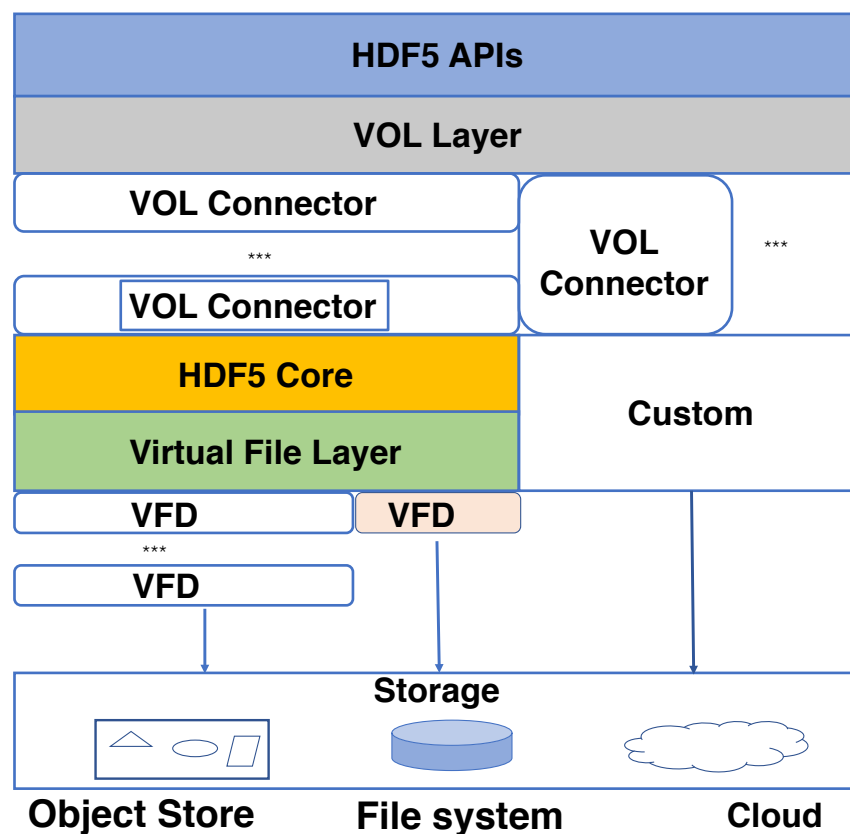 HDF5 APIs
VOL Layer
VOL Connector
***
VOL Connector
VOL
Connector
***
HDF5 Core
Virtual File Layer
Custom
VFD
***
VFD
VFD
Storage
Object Store
File system
Cloud